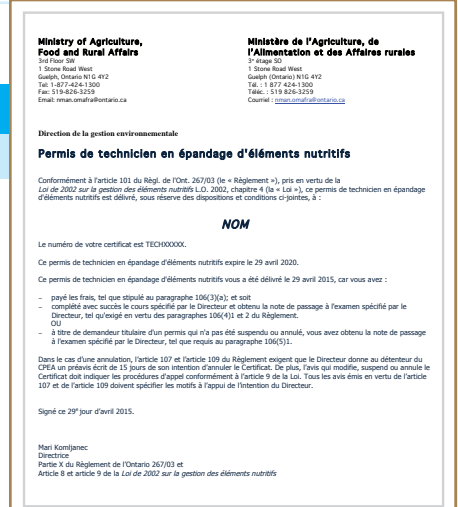 Ministry of Agriculture,
Food and Rural Affairs
3rd Floor SW
1 Stone Road West
Guelph, Ontario N1G 4Y2
Tel: 1-877-424-1300
Fax: 519-826-3259
Email: nman.omafra@ontario.ca
Ministère de l'Agriculture, de
l'Alimentation et des Affaires rurales
3e étage SO
1 Stone Road West
Guelph, Ontario N1G 4Y2
Tél. : 1 877 424-1300
Téléc. : 519 826-3259
Courriel : nman.omafra@ontario.ca
Direction de la gestion environnementale
Permis de technicien en épandage d'éléments nutritifs
Conformément à l'article 101 du Règl. de l'Ont. 267/03 (le « Règlement »), pris en vertu de la
Loi de 2002 sur la gestion des éléments nutritifs L.O. 2002, chapitre 4 (la « Loi »), ce permis de technicien en épandage
d'éléments nutritifs est délivré, sous réserve des dispositions et conditions ci-jointes, à :
NOM
Le numéro de votre certificat est TECHXXXXX.
Ce permis de technicien en épandage d'éléments nutritifs expire le 29 avril 2020.
Ce permis de technicien en épandage d'éléments nutritifs vous a été délivré le 29 avril 2015, car vous avez :
– payé les frais, tel que stipulé au paragraphe 106(3)(a); et soit
– complété avec succès le cours spécifié par le Directeur et obtenu la note de passage à l'examen spécifié par le
Directeur, tel qu'exigé en vertu des paragraphes 106(4)1 et 2 du Règlement.
OU
– à titre de demandeur titulaire d'un permis qui n'a pas été suspendu ou annulé, vous avez obtenu la note de passage
à l'examen spécifié par le Directeur, tel que requis au paragraphe 106(5)1.
Dans le cas d'une annulation, l'article 107 et l'article 109 du Règlement exigent que le Directeur donne au détenteur du
CPEA un préavis écrit de 15 jours de son intention d'annuler le Certificat. De plus, l'avis qui modifie, suspend ou annule le
Certificat doit indiquer les procédures d'appel conformément à l'article 9 de la Loi. Tous les avis émis en vertu de l'article
107 et de l'article 109 doivent spécifier les motifs à l'appui de l'intention du Directeur.
Signé ce 29e jour d'avril 2015.
Mari Komljanec
Directrice
Partie X du Règlement de l'Ontario 267/03 et
Article 8 et article 9 de la Loi de 2002 sur la gestion des éléments nutritifs